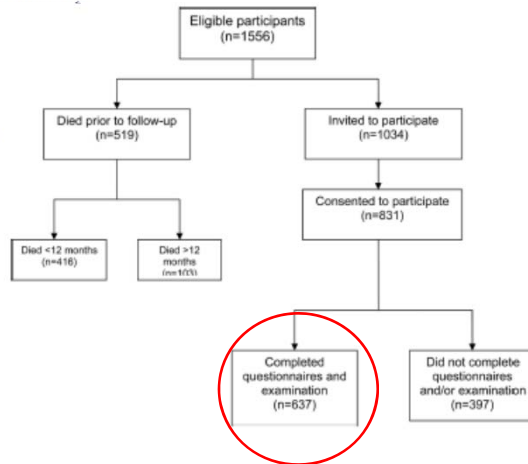 Eligible participants
(n=1556)
Died prior to follow-up
(n=519)
Invited to participate
(n=1034)
Consented to participate
(n=831)
Died <12 months
(n=416)
Died >12
months
(n=103)
Completed
questionnaires and
examination
(n=637)
Did not complete
questionnaires
and/or examination
(n=397)